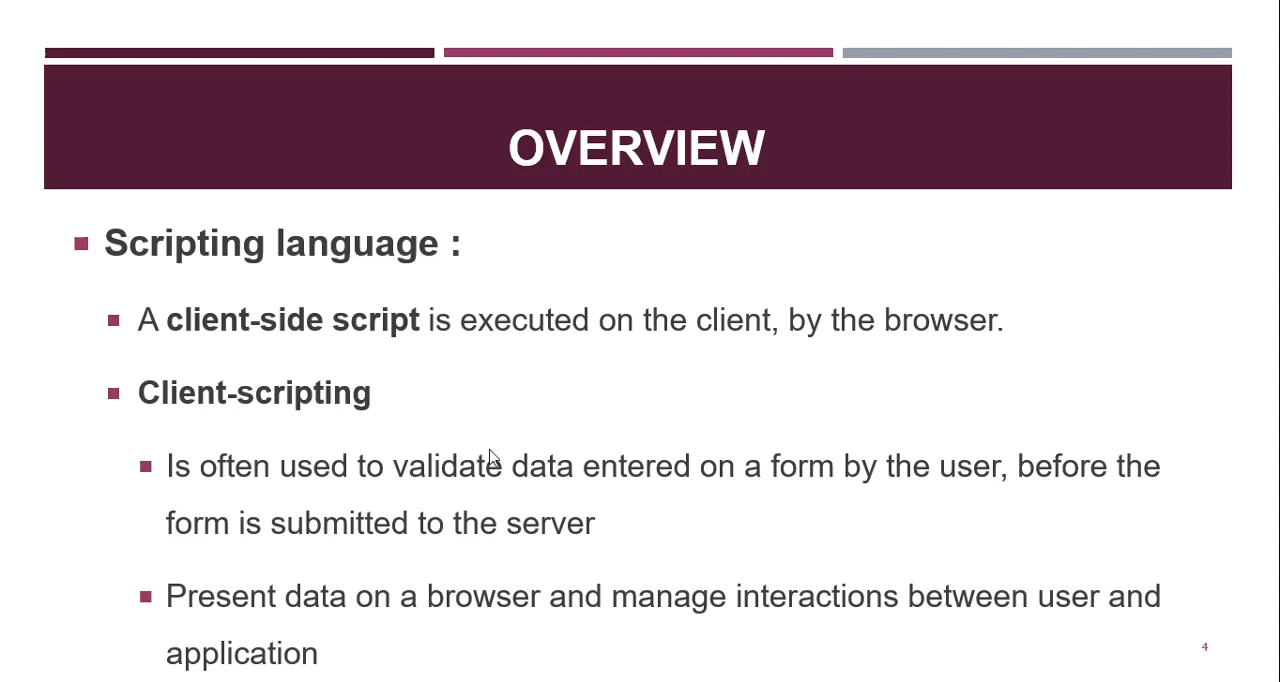 OVERVIEW
Scripting language :
A client-side script is executed on the client, by the browser.
Client-scripting
Is often used to validate data entered on a form by the user, before the
form is submitted to the server
Present data on a browser and manage interactions between user and
application
4